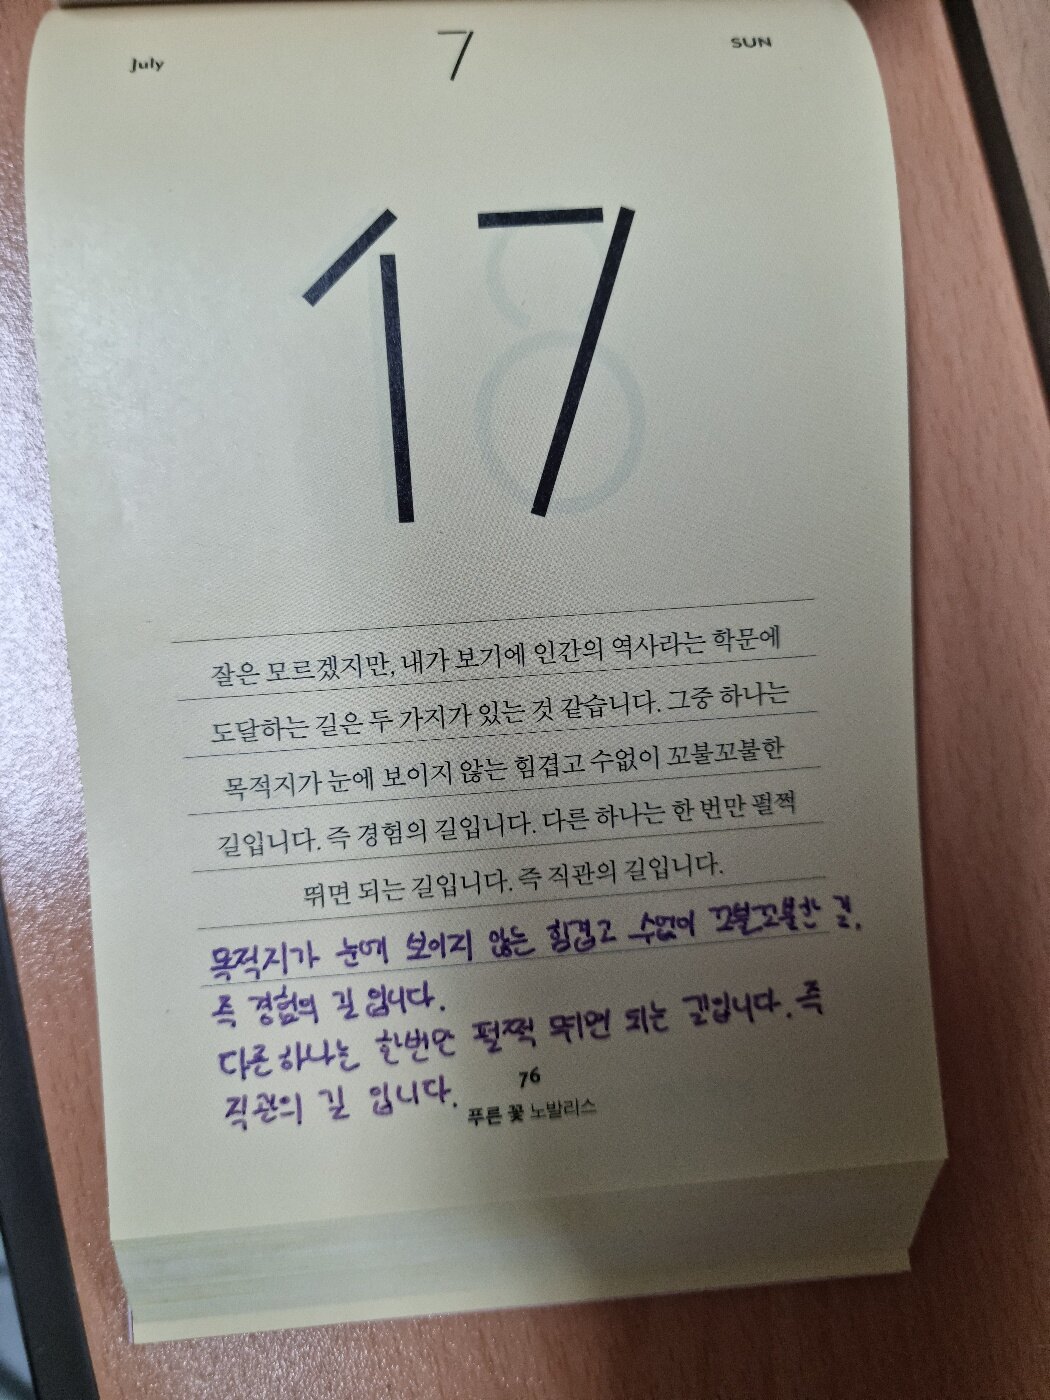 July 7 SUN
17
잘은 모르겠지만, 내가 보기에 인간의 역사라는 학문에
도달하는 길은 두 가지가 있는 것 같습니다. 그중 하나는
목적지가 눈에 보이지 않는 힘겹고 수없이 꼬불꼬불한
길입니다. 즉 경험의 길입니다. 다른 하나는 한 번만 펄쩍
뛰면 되는 길입니다. 즉 직관의 길입니다.
목적지가 눈에 보이지 않는 힘겹고 수없이 꼬불꼬불한 길.
즉 경험의 길 입니다.
다른하나는 한번만 펄쩍 뛰면 되는 길입니다. 즉
직관의 길 입니다.
76
푸른 꽃 노발리스